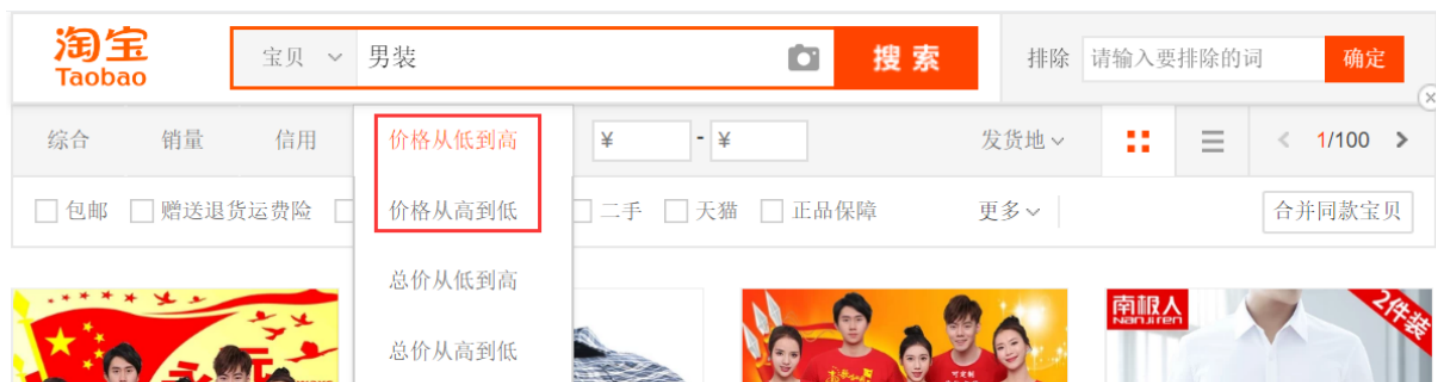 淘宝
Taobao
宝贝 男装 搜索 排除 请输入要排除的词 确定
综合 销量 信用 价格从低到高 ¥ - ¥ 发货地 1/100
包邮 赠送退货运费险 价格从高到低 二手 天猫 正品保障 更多 合并同款宝贝
总价从低到高
总价从高到低
南极人
NanJiren
2件装
可定制